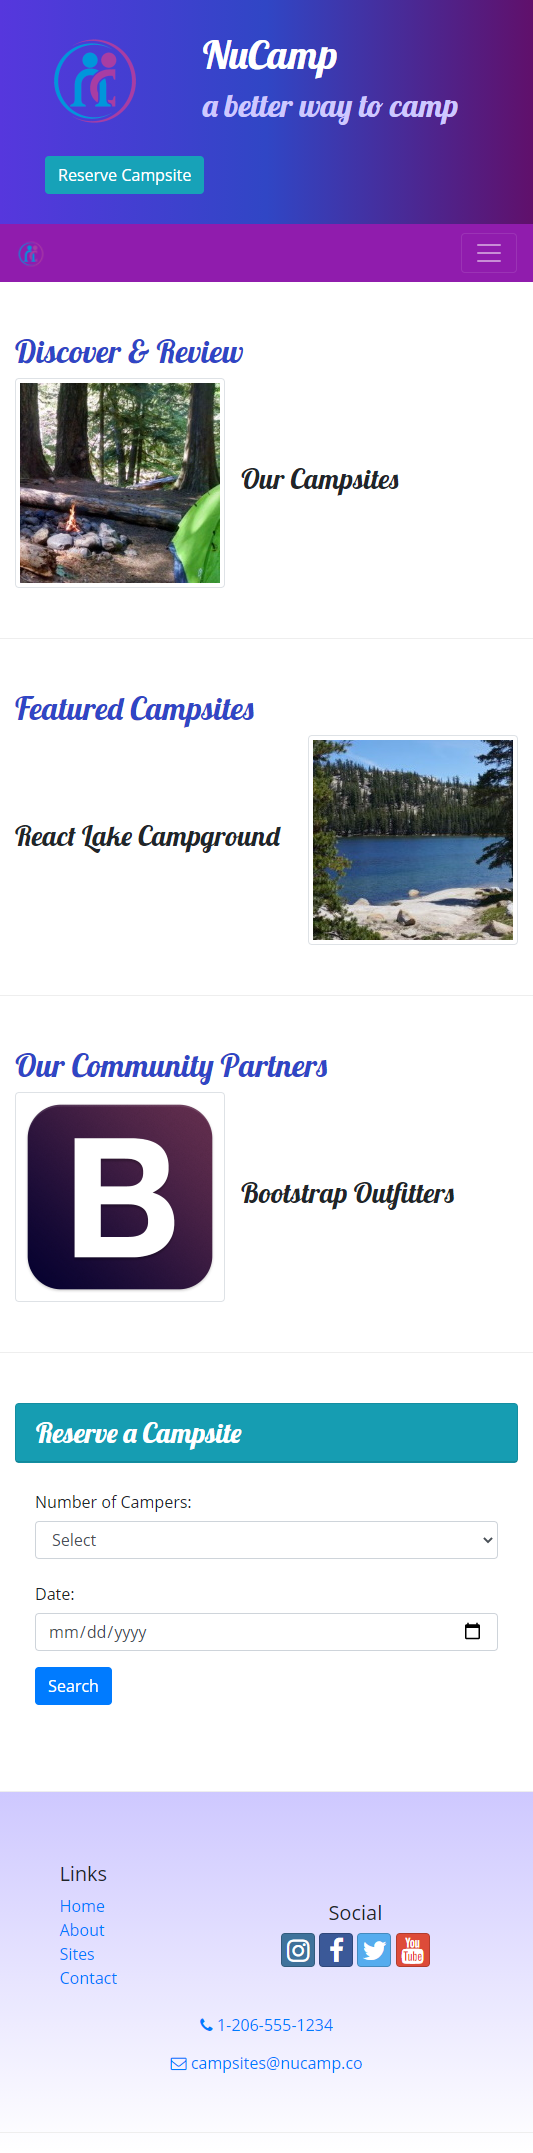 NuCamp
a better way to camp
Reserve Campsite
Discover & Review
Our Campsites
Featured Campsites
React Lake Campground
Our Community Partners
B
Bootstrap Outfitters
Reserve a Campsite
Number of Campers:
Select
Date:
mm/dd/yyyy
Search
Links
Home
About
Sites
Contact
Social
You
Tube
1-206-555-1234
campsites@nucamp.co